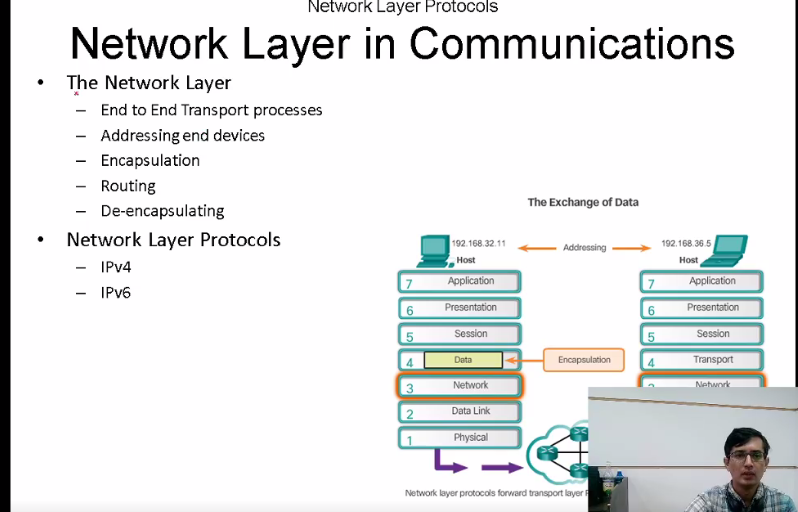 Network Layer Protocols
Network Layer in Communications
• The Network Layer
– End to End Transport processes
– Addressing end devices
– Encapsulation
– Routing
– De-encapsulating
• Network Layer Protocols
– IPv4
– IPv6
The Exchange of Data
192.168.32.11 Addressing 192.168.36.5
Host Host
7 Application 7 Application
6 Presentation 6 Presentation
5 Session 5 Session
4 Data Encapsulation 4 Transport
3 Network Network
2 Data Link
1 Physical
Network layer protocols forward transport layer